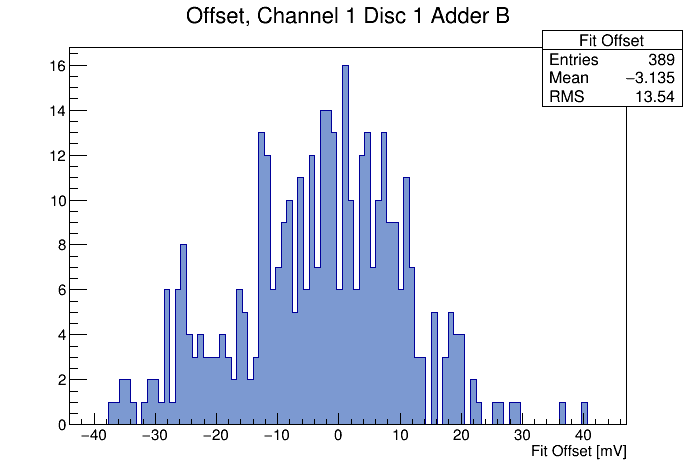 Offset, Channel 1 Disc 1 Adder B
Fit Offset
Entries 389
Mean −3.135
RMS 13.54
16
14
12
10
8
6
4
2
0
−40 −30 −20 −10 0 10 20 30 40
Fit Offset [mV]